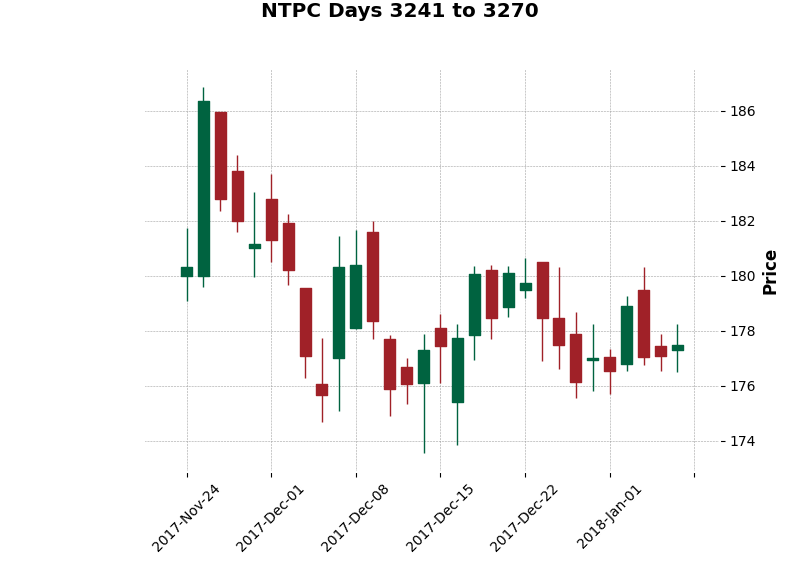 NTPC Days 3241 to 3270
186
184
182
180
178
176
174
Price
2017-Nov-24
2017-Dec-01
2017-Dec-08
2017-Dec-15
2017-Dec-22
2018-Jan-01